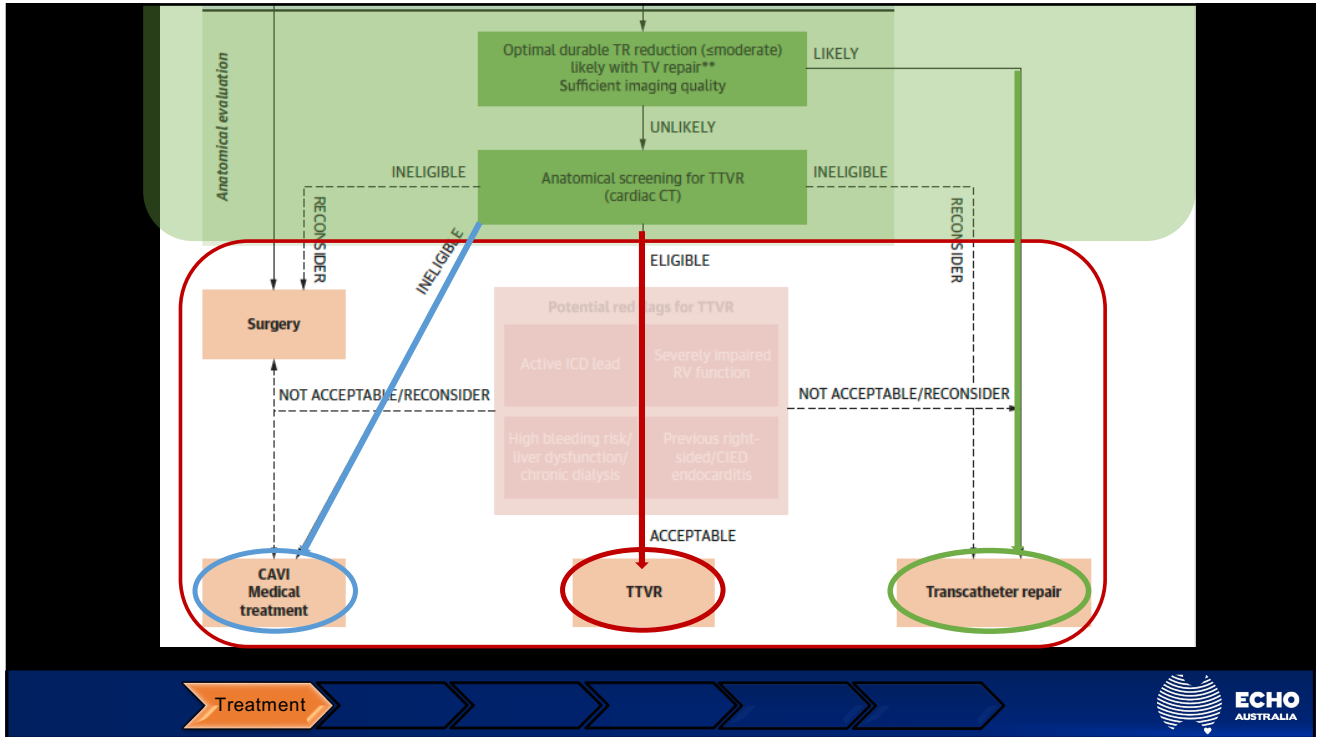 Anatomical evaluation
Optimal durable TR reduction (≤moderate)
likely with TV repair**
Sufficient imaging quality
LIKELY
UNLIKELY
INELIGIBLE
Anatomical screening for TTVR
(cardiac CT)
INELIGIBLE
RECONSIDER
INELIGIBLE
ELIGIBLE
RECONSIDER
Surgery
Potential red flags for TTVR
Active ICD lead
Severely impaired
RV function
NOT ACCEPTABLE/RECONSIDER
NOT ACCEPTABLE/RECONSIDER
High bleeding risk/
liver dysfunction/
chronic dialysis
Previous right-
sided/CIED
endocarditis
ACCEPTABLE
CAVI
Medical
treatment
TTVR
Transcatheter repair
Treatment
ECHO
AUSTRALIA